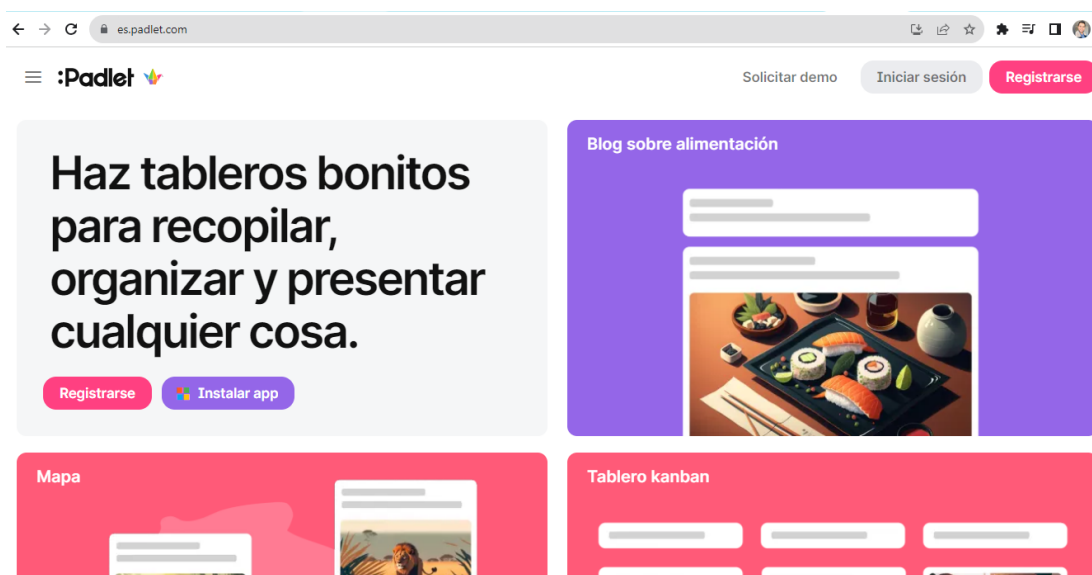 es.padlet.com
:Padlet
Solicitar demo
Iniciar sesión
Registrarse
Haz tableros bonitos
para recopilar,
organizar y presentar
cualquier cosa.
Registrarse
Instalar app
Blog sobre alimentación
Mapa
Tablero kanban